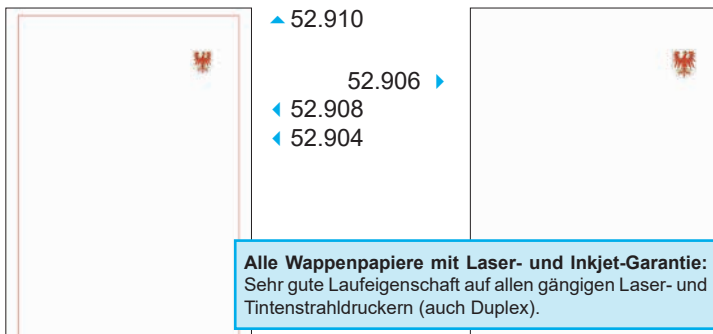 52.910
52.906
52.908
52.904
Alle Wappenpapiere mit Laser- und Inkjet-Garantie:
Sehr gute Laufeigenschaft auf allen gängigen Laser- und
Tintenstrahldruckern (auch Duplex).